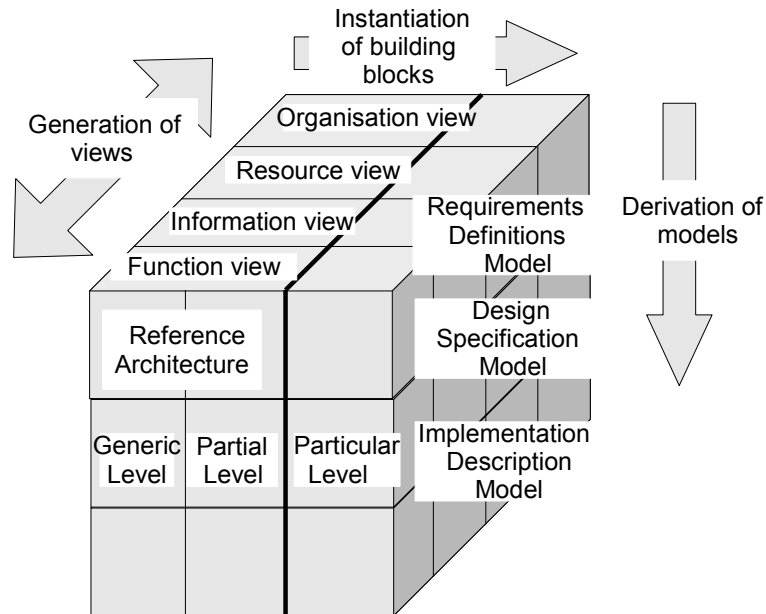 Instantiation
of building
blocks
Generation of
views
Organisation view
Resource view
Information view
Function view
Requirements
Definitions
Model
Derivation of
models
Reference
Architecture
Design
Specification
Model
Generic
Level
Partial
Level
Particular
Level
Implementation
Description
Model